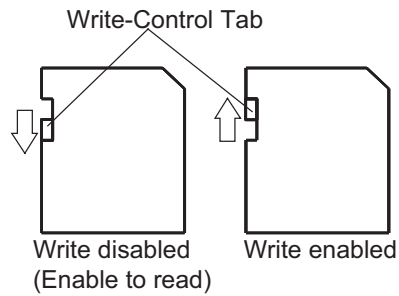 Write-Control Tab
Write disabled
(Enable to read)
Write enabled